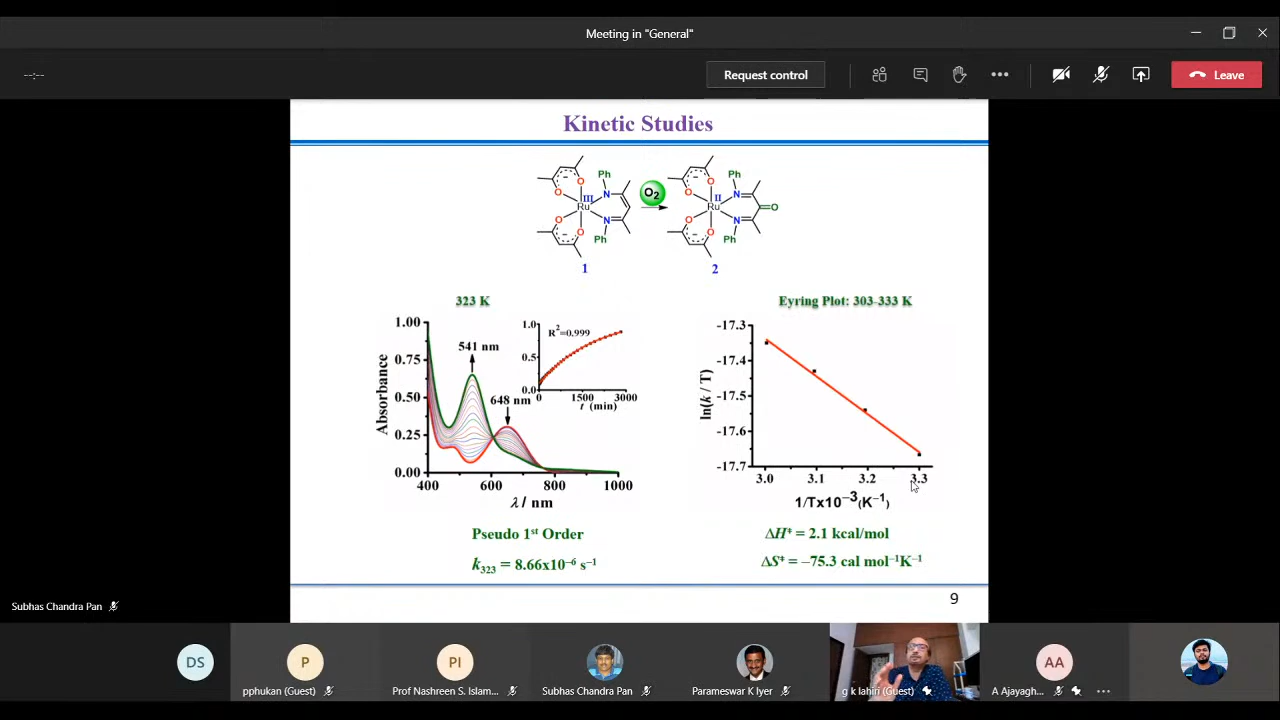 Meeting in "General"
--:--
Request control
Leave
Kinetic Studies
O₂
Ph
Ph
III
Ru
N
N
O
O
O
O
1
Ph
Ph
II
Ru
N
N
O
O
O
O
O
2
323 K
1.00
0.75
0.50
0.25
0.00
Absorbance
541 nm
648 nm
400
600
800
1000
λ / nm
1.0
0.5
0.0
R²=0.999
0
1500
3000
t (min)
Pseudo 1ˢᵗ Order
k₃₂₃ = 8.66x10⁻⁶ s⁻¹
Eyring Plot: 303-333 K
-17.3
-17.4
-17.5
-17.6
-17.7
ln(k / T)
3.0
3.1
3.2
3.3
1/Tx10⁻³(K⁻¹)
ΔH‡ = 2.1 kcal/mol
ΔS‡ = –75.3 cal mol⁻¹K⁻¹
9
Subhas Chandra Pan
DS
P
pphukan (Guest)
PI
Prof Nashreen S. Islam...
Subhas Chandra Pan
Parameswar K Iyer
g k lahiri (Guest)
AA
A Ajayagh...